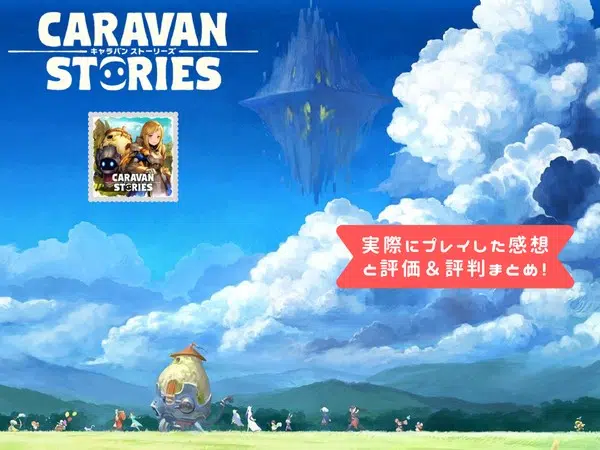 CARAVAN
キャラバン ストーリーズ
STORIES
CARAVAN
STORIES
実際にプレイした感想
と評価&評判まとめ!